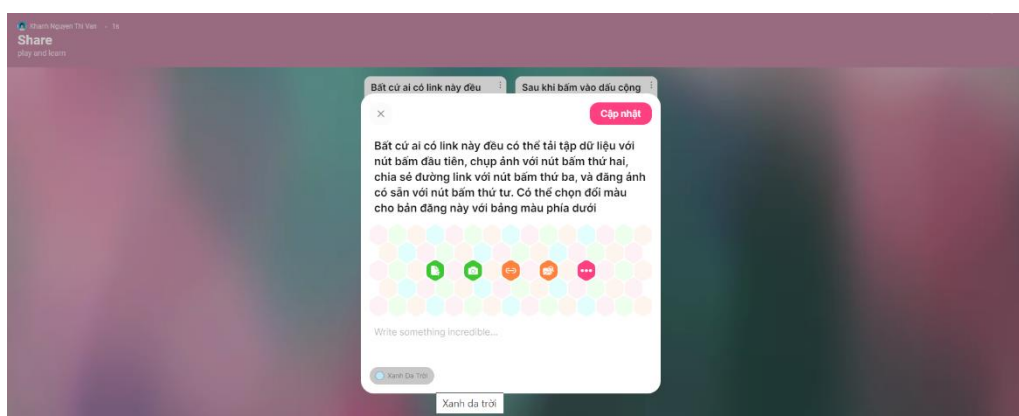 Khanh Nguyen Thi Van
Share
play and learn
Bất cứ ai có link này đều
Sau khi bấm vào dấu cộng
Cập nhật
Bất cứ ai có link này đều có thể tải tập dữ liệu với
nút bấm đầu tiên, chụp ảnh với nút bấm thứ hai,
chia sẻ đường link với nút bấm thứ ba, và đăng ảnh
có sẵn với nút bấm thứ tư. Có thể chọn đổi màu
cho bản đăng này với bảng màu phía dưới
Write something incredible...
Xanh Da Trời
Xanh da trời